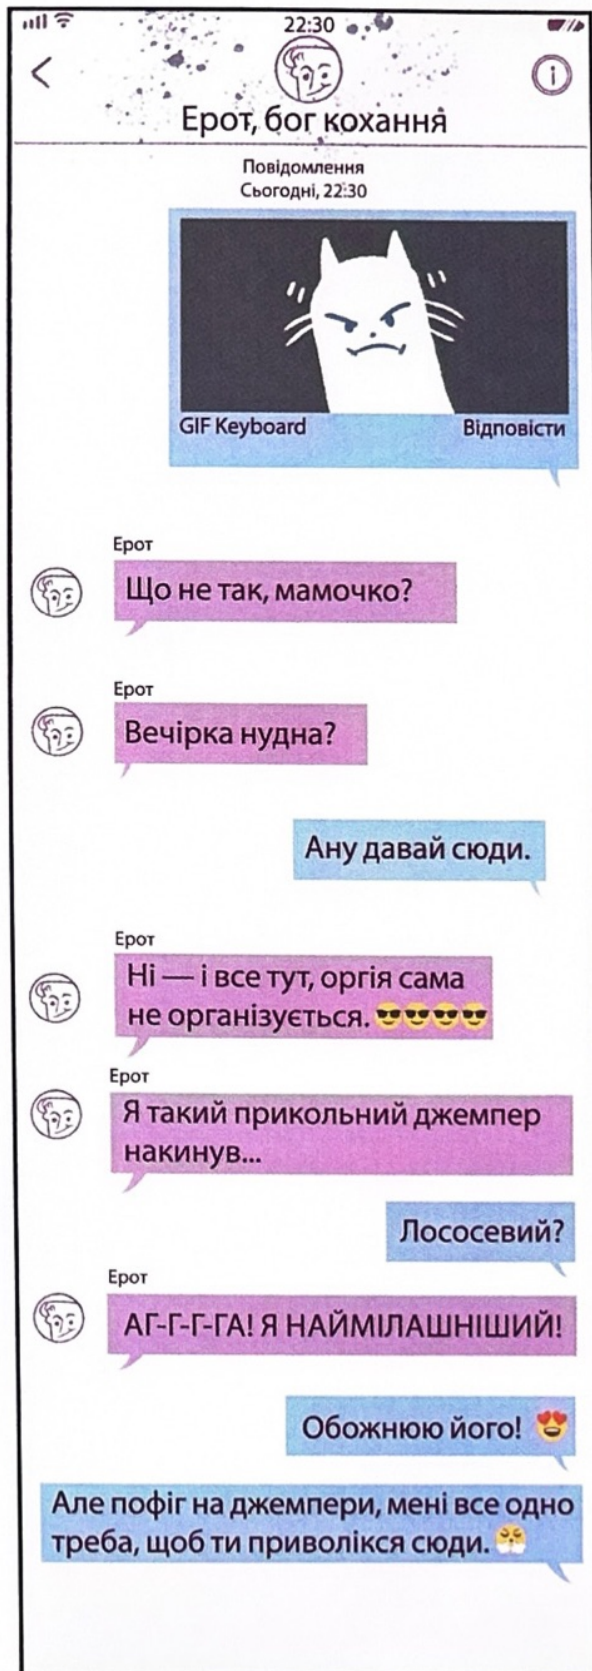 22:30
Ерот, бог кохання
Повідомлення
Сьогодні, 22:30
GIF Keyboard Відповісти
Ерот
Що не так, мамочко?
Ерот
Вечірка нудна?
Ану давай сюди.
Ерот
Ні — і все тут, оргія сама
не організується. 😎😎😎😎
Ерот
Я такий прикольний джемпер
накинув...
Лососевий?
Ерот
АГ-Г-Г-ГА! Я НАЙМІЛАШНІШИЙ!
Обожнюю його! 😍
Але пофіг на джемпери, мені все одно
треба, щоб ти приволікся сюди. 😤